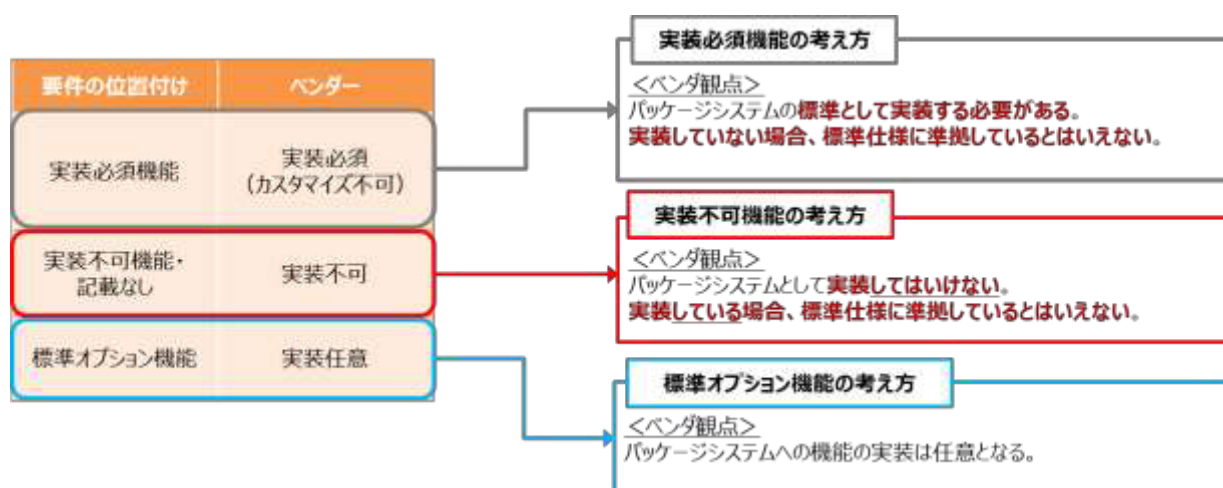 要件の位置付け ベンダー
実装必須機能
実装必須
(カスタマイズ不可)
実装不可機能・
記載なし
実装不可
標準オプション機能
実装任意
実装必須機能の考え方
<ベンダ観点>
パッケージシステムの標準として実装する必要がある。
実装していない場合、標準仕様に準拠しているとはいえない。
実装不可機能の考え方
<ベンダ観点>
パッケージシステムとして実装してはいけない。
実装している場合、標準仕様に準拠しているとはいえない。
標準オプション機能の考え方
<ベンダ観点>
パッケージシステムへの機能の実装は任意となる。